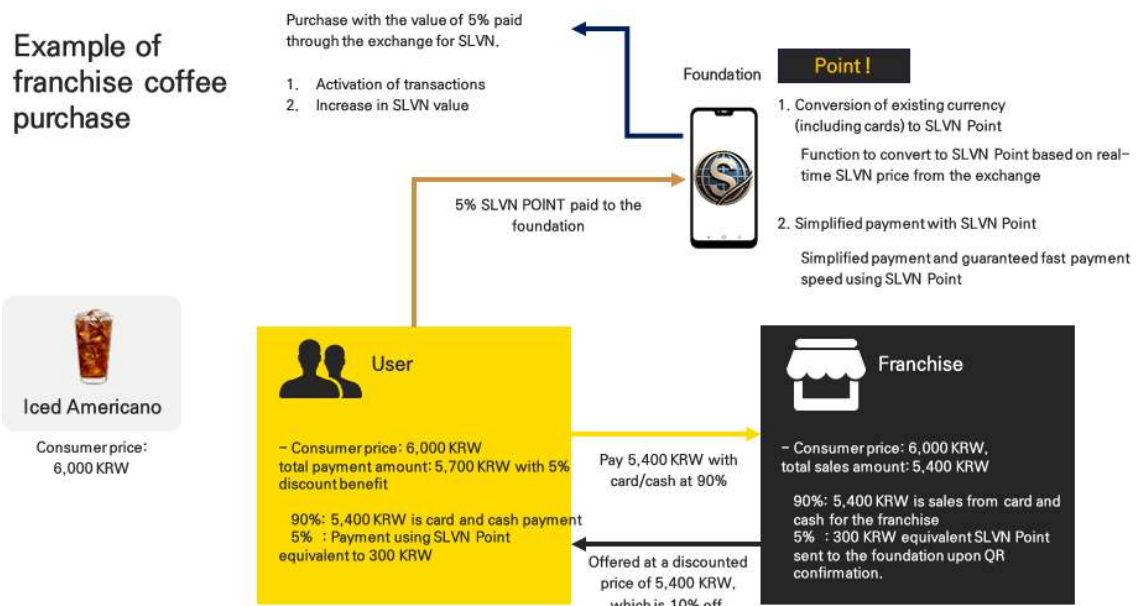 Example of
franchise coffee
purchase
Purchase with the value of 5% paid
through the exchange for SLVN.
1. Activation of transactions
2. Increase in SLVN value
Foundation
Point !
1. Conversion of existing currency
(including cards) to SLVN Point
Function to convert to SLVN Point based on real-
time SLVN price from the exchange
2. Simplified payment with SLVN Point
Simplified payment and guaranteed fast payment
speed using SLVN Point
5% SLVN POINT paid to the
foundation
S
Iced Americano
Consumer price:
6,000 KRW
User
- Consumer price: 6,000 KRW
total payment amount: 5,700 KRW with 5%
discount benefit
90%: 5,400 KRW is card and cash payment
5% : Payment using SLVN Point
equivalent to 300 KRW
Pay 5,400 KRW with
card/cash at 90%
Offered at a discounted
price of 5,400 KRW,
which is 10% off
Franchise
- Consumer price: 6,000 KRW,
total sales amount: 5,400 KRW
90%: 5,400 KRW is sales from card and
cash for the franchise
5% : 300 KRW equivalent SLVN Point
sent to the foundation upon QR
confirmation.